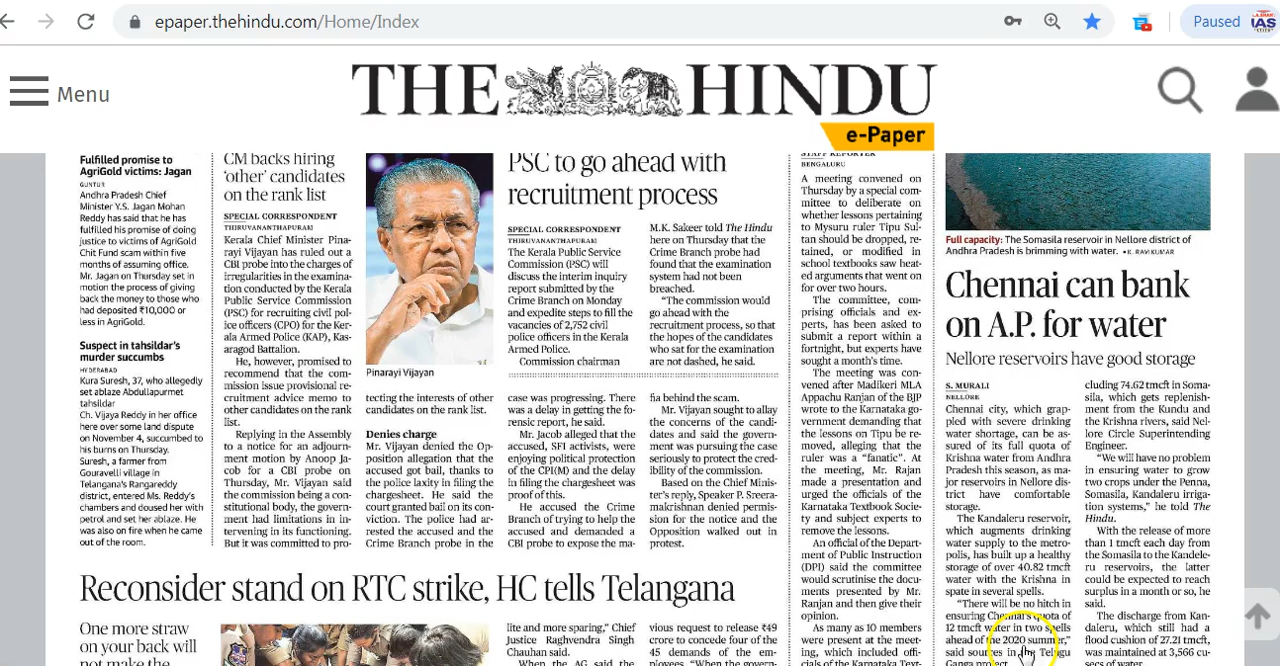 epaper.thehindu.com/Home/Index
Paused
IAS
Menu
THE HINDU
e-Paper
Fulfilled promise to
AgriGold victims: Jagan
GUNTUR
Andhra Pradesh Chief
Minister Y.S. Jagan Mohan
Reddy has said that he has
fulfilled his promise of doing
justice to victims of AgriGold
Chit Fund scam within five
months of assuming office.
Mr. Jagan on Thursday set in
motion the process of giving
back the money to those who
had deposited ₹10,000 or
less in AgriGold.
Suspect in tahsildar's
murder succumbs
HYDERABAD
Kura Suresh, 37, who allegedly
set ablaze Abdullapurmet
tahsildar
Ch. Vijaya Reddy in her office
here over some land dispute
on November 4, succumbed to
his burns on Thursday.
Suresh, a farmer from
Gouravelli village in
Telangana's Rangareddy
district, entered Ms. Reddy's
chambers and doused her with
petrol and set her ablaze. He
was also on fire when he came
out of the room.
CM backs hiring
'other' candidates
on the rank list
SPECIAL CORRESPONDENT
THIRUVANANTHAPURAM
Kerala Chief Minister Pina-
rayi Vijayan has ruled out a
CBI probe into the charges of
irregularities in the examina-
tion conducted by the Kerala
Public Service Commission
(PSC) for recruiting civil pol-
ice officers (CPO) for the Ker-
ala Armed Police (KAP), Kas-
aragod Battalion.
He, however, promised to
recommend that the com-
mission issue provisional re-
cruitment advice memo to
other candidates on the rank
list.
Replying in the Assembly
to a notice for an adjourn-
ment motion by Anoop Ja-
cob for a CBI probe on
Thursday, Mr. Vijayan said
the commission being a con-
stitutional body, the govern-
ment had limitations in in-
tervening in its functioning.
But it was committed to pro-
Pinarayi Vijayan
tecting the interests of other
candidates on the rank list.
Denies charge
Mr. Vijayan denied the Op-
position allegation that the
accused got bail, thanks to
the police laxity in filing the
chargesheet. He said the
court granted bail on its con-
viction. The police had ar-
rested the accused and the
Crime Branch probe in the
case was progressing. There
was a delay in getting the fo-
rensic report, he said.
Mr. Jacob alleged that the
accused, SFI activists, were
enjoying political protection
of the CPI(M) and the delay
in filing the chargesheet was
proof of this.
He accused the Crime
Branch of trying to help the
accused and demanded a
CBI probe to expose the ma-
fia behind the scam.
Mr. Vijayan sought to allay
the concerns of the candi-
dates and said the govern-
ment was pursuing the case
seriously to protect the cred-
ibility of the commission.
Based on the Chief Minis-
ter's reply, Speaker P. Sreera-
makrishnan denied permis-
sion for the notice and the
Opposition walked out in
protest.
PSC to go ahead with
recruitment process
SPECIAL CORRESPONDENT
THIRUVANANTHAPURAM
The Kerala Public Service
Commission (PSC) will
discuss the interim inquiry
report submitted by the
Crime Branch on Monday
and expedite steps to fill the
vacancies of 2,752 civil
police officers in the Kerala
Armed Police.
Commission chairman
M.K. Sakeer told The Hindu
here on Thursday that the
Crime Branch probe had
found that the examination
system had not been
breached.
"The commission would
go ahead with the
recruitment process, so that
the hopes of the candidates
who sat for the examination
are not dashed, he said.
STAFF REPORTER
BENGALURU
A meeting convened on
Thursday by a special com-
mittee to deliberate on
whether lessons pertaining
to Mysuru ruler Tipu Sul-
tan should be dropped, re-
tained, or modified in
school textbooks saw heat-
ed arguments that went on
for over two hours.
The committee, com-
prising officials and ex-
perts, has been asked to
submit a report within a
fortnight, but experts have
sought a month's time.
The meeting was con-
vened after Madikeri MLA
Appachu Ranjan of the BJP
wrote to the Karnataka go-
vernment demanding that
the lessons on Tipu be re-
moved, alleging that the
ruler was a "fanatic". At
the meeting, Mr. Rajan
made a presentation and
urged the officials of the
Karnataka Textbook Socie-
ty and subject experts to
remove the lessons.
An official of the Depart-
ment of Public Instruction
(DPI) said the committee
would scrutinise the docu-
ments presented by Mr.
Ranjan and then give their
opinion.
As many as 10 members
were present at the meet-
ing, which included offi-
cials of the Karnataka Text-
Full capacity: The Somasila reservoir in Nellore district of
Andhra Pradesh is brimming with water. •K. RAVI KUMAR
Chennai can bank
on A.P. for water
Nellore reservoirs have good storage
S. MURALI
NELLORE
Chennai city, which grap-
pled with severe drinking
water shortage, can be as-
sured of its full quota of
Krishna water from Andhra
Pradesh this season, as ma-
jor reservoirs in Nellore dis-
trict have comfortable
storage.
The Kandaleru reservoir,
which augments drinking
water supply to the metro-
polis, has built up a healthy
storage of over 40.82 tmcft
water with the Krishna in
spate in several spells.
"There will be no hitch in
ensuring Chennai's quota of
12 tmcft water in two spells
ahead of the 2020 summer,"
said sources in the Telugu
Ganga project.
cluding 74.62 tmcft in Soma-
sila, which gets replenish-
ment from the Kundu and
the Krishna rivers, said Nel-
lore Circle Superintending
Engineer.
"We will have no problem
in ensuring water to grow
two crops under the Penna,
Somasila, Kandaleru irriga-
tion systems," he told The
Hindu.
With the release of more
than 1 tmcft each day from
the Somasila to the Kandele-
ru reservoirs, the latter
could be expected to reach
surplus in a month or so, he
said.
The discharge from Kan-
daleru, which still had a
flood cushion of 27.21 tmcft,
was maintained at 3,566 cu-
secs of water.
Reconsider stand on RTC strike, HC tells Telangana
One more straw
on your back will
not make the
lite and more sparing," Chief
Justice Raghvendra Singh
Chauhan said.
When the AG said the
vious request to release ₹49
crore to concede four of the
45 demands of the em-
ployees. "When the govern-